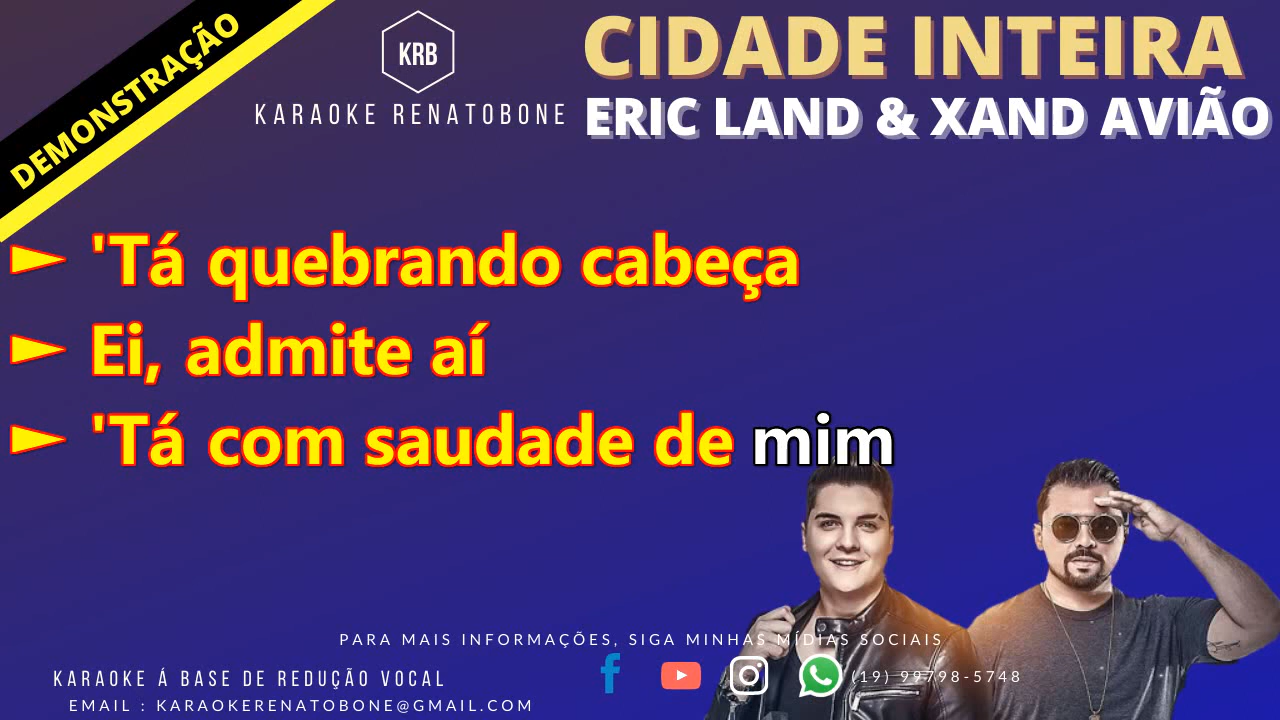 DEMONSTRAÇÃO
KRB
KARAOKE RENATOBONE
CIDADE INTEIRA
ERIC LAND & XAND AVIÃO
'Tá quebrando cabeça
Ei, admite aí
'Tá com saudade de mim
PARA MAIS INFORMAÇÕES, SIGA MINHAS MÍDIAS SOCIAIS
KARAOKE Á BASE DE REDUÇÃO VOCAL
(19) 99798-5748
EMAIL : KARAOKERENATOBONE@GMAIL.COM